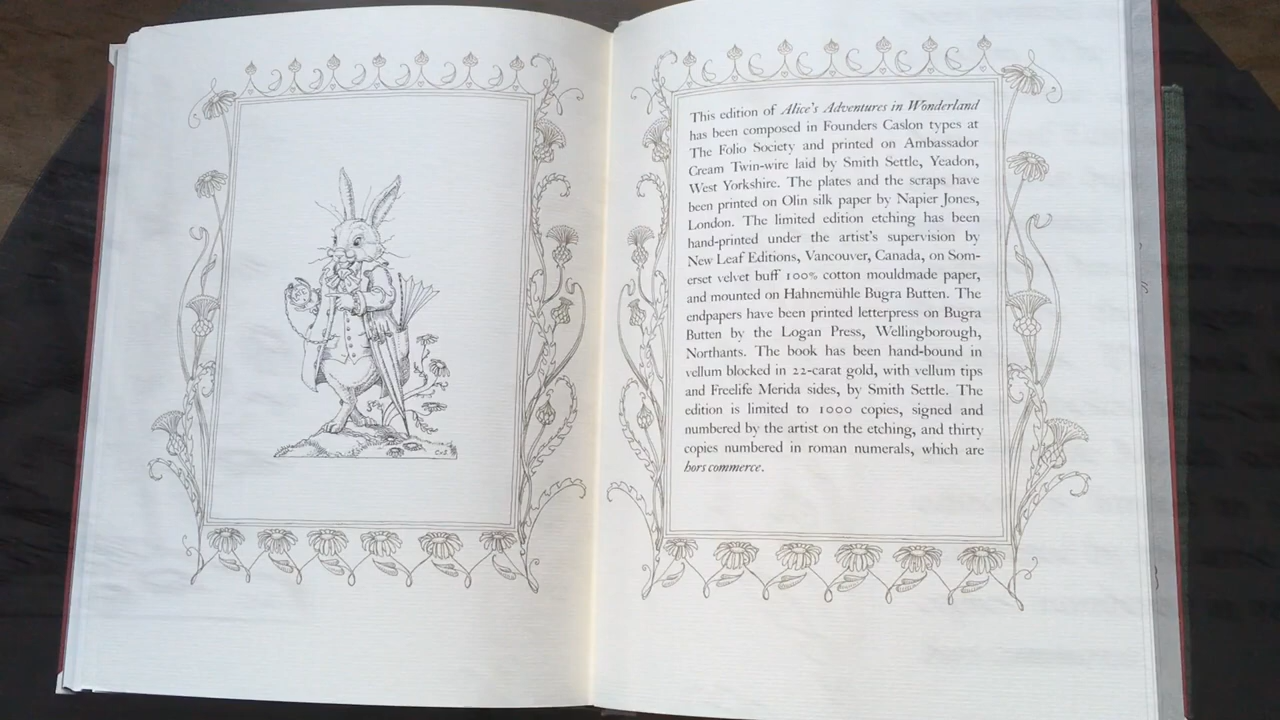 This edition of Alice's Adventures in Wonderland
has been composed in Founders Caslon types at
The Folio Society and printed on Ambassador
Cream Twin-wire laid by Smith Settle, Yeadon,
West Yorkshire. The plates and the scraps have
been printed on Olin silk paper by Napier Jones,
London. The limited edition etching has been
hand-printed under the artist's supervision by
New Leaf Editions, Vancouver, Canada, on Som-
erset velvet buff 100% cotton mouldmade paper,
and mounted on Hahnemühle Bugra Butten. The
endpapers have been printed letterpress on Bugra
Butten by the Logan Press, Wellingborough,
Northants. The book has been hand-bound in
vellum blocked in 22-carat gold, with vellum tips
and Freelife Merida sides, by Smith Settle. The
edition is limited to 1000 copies, signed and
numbered by the artist on the etching, and thirty
copies numbered in roman numerals, which are
hors commerce.